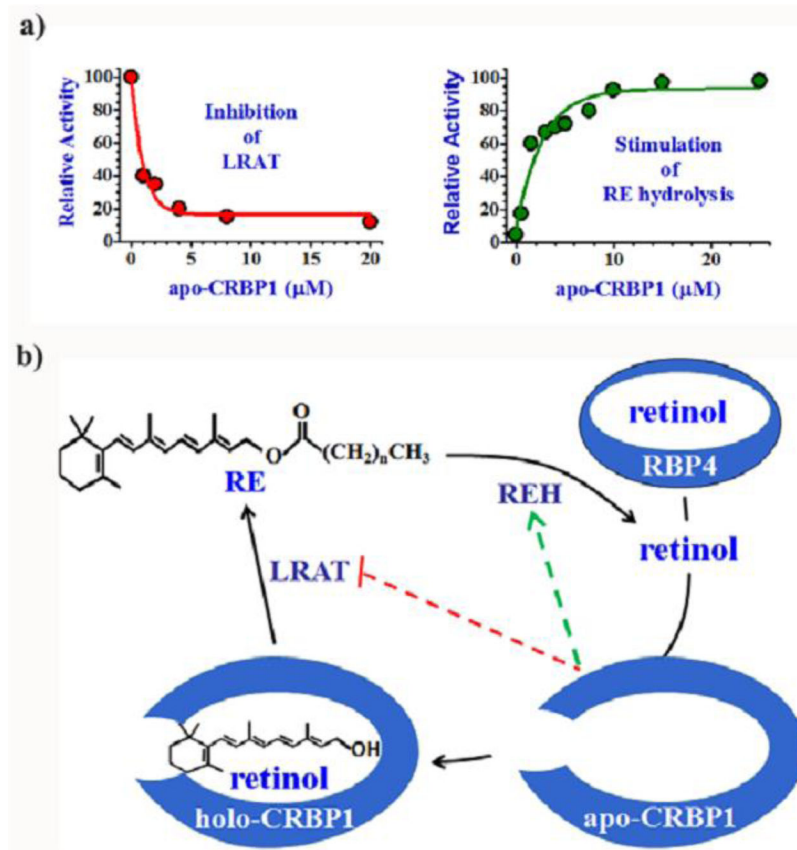 a)
Relative Activity
100
80
60
40
20
0
Inhibition
of
LRAT
0 5 10 15 20
apo-CRBP1 (μM)
Relative Activity
100
80
60
40
20
0
Stimulation
of
RE hydrolysis
0 20
apo-CRBP1 (μM)
b)
O
O
(CH₂)ₙCH₃
RE
retinol
RBP4
REH
retinol
LRAT
OH
retinol
holo-CRBP1
apo-CRBP1